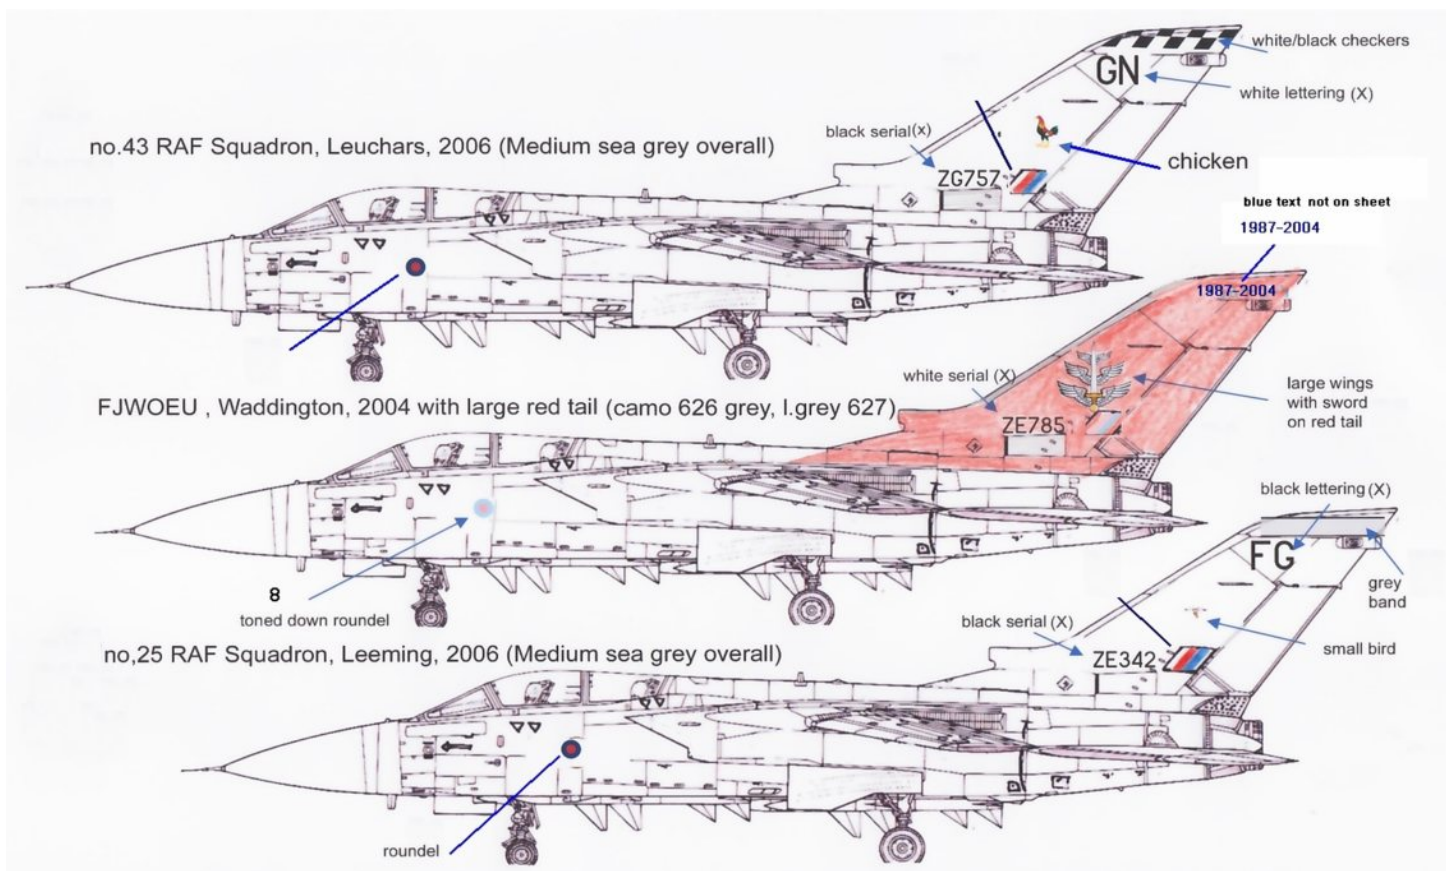 white/black checkers
GN
white lettering (X)
black serial(x)
no.43 RAF Squadron, Leuchars, 2006 (Medium sea grey overall)
chicken
ZG757
blue text not on sheet
1987-2004
1987-2004
white serial (X)
large wings
with sword
on red tail
FJWOEU , Waddington, 2004 with large red tail (camo 626 grey, l.grey 627)
ZE785
black lettering (X)
FG
grey
band
8
toned down roundel
black serial (X)
small bird
no,25 RAF Squadron, Leeming, 2006 (Medium sea grey overall)
ZE342
roundel